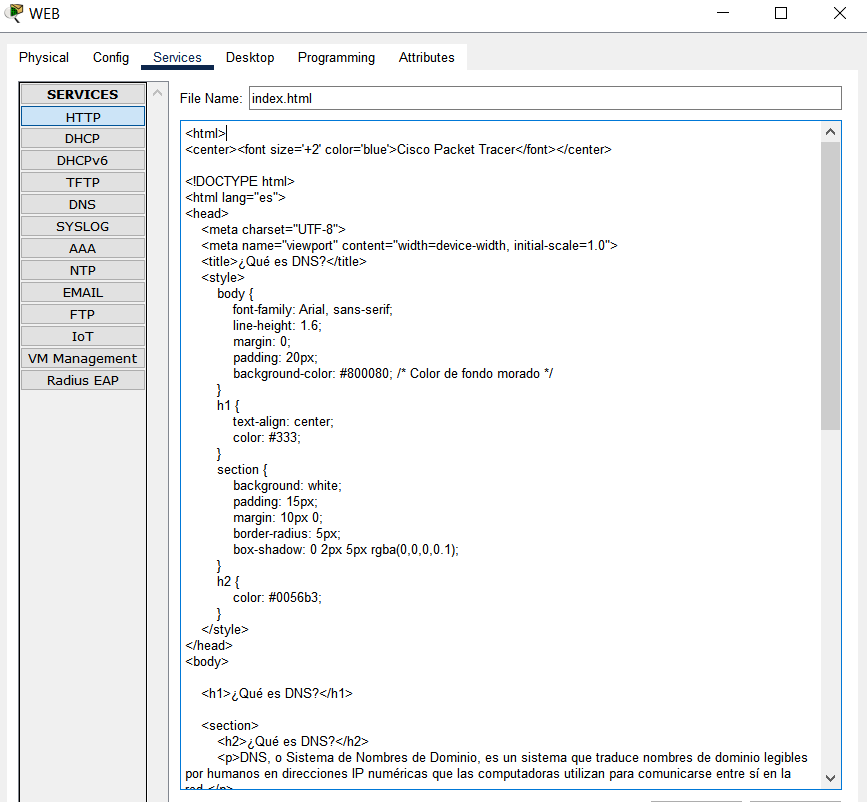 WEB
Physical Config Services Desktop Programming Attributes
SERVICES
HTTP
DHCP
DHCPv6
TFTP
DNS
SYSLOG
AAA
NTP
EMAIL
FTP
IoT
VM Management
Radius EAP
File Name: index.html
<html>
<center><font size='+2' color='blue'>Cisco Packet Tracer</font></center>
<!DOCTYPE html>
<html lang="es">
<head>
<meta charset="UTF-8">
<meta name="viewport" content="width=device-width, initial-scale=1.0">
<title>¿Qué es DNS?</title>
<style>
body {
font-family: Arial, sans-serif;
line-height: 1.6;
margin: 0;
padding: 20px;
background-color: #800080; /* Color de fondo morado */
}
h1 {
text-align: center;
color: #333;
}
section {
background: white;
padding: 15px;
margin: 10px 0;
border-radius: 5px;
box-shadow: 0 2px 5px rgba(0,0,0,0.1);
}
h2 {
color: #0056b3;
}
</style>
</head>
<body>
<h1>¿Qué es DNS?</h1>
<section>
<h2>¿Qué es DNS?</h2>
<p>DNS, o Sistema de Nombres de Dominio, es un sistema que traduce nombres de dominio legibles
por humanos en direcciones IP numéricas que las computadoras utilizan para comunicarse entre sí en la
red.</p>